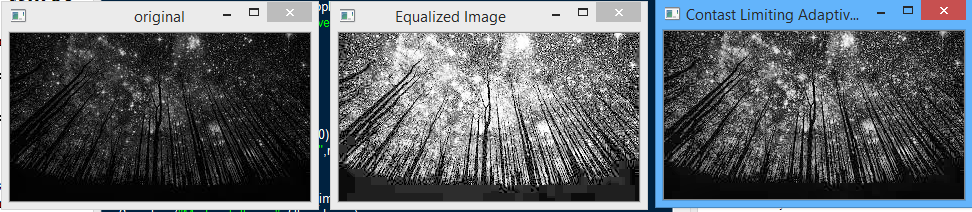 original
Equalized Image
Contast Limiting Adaptiv...